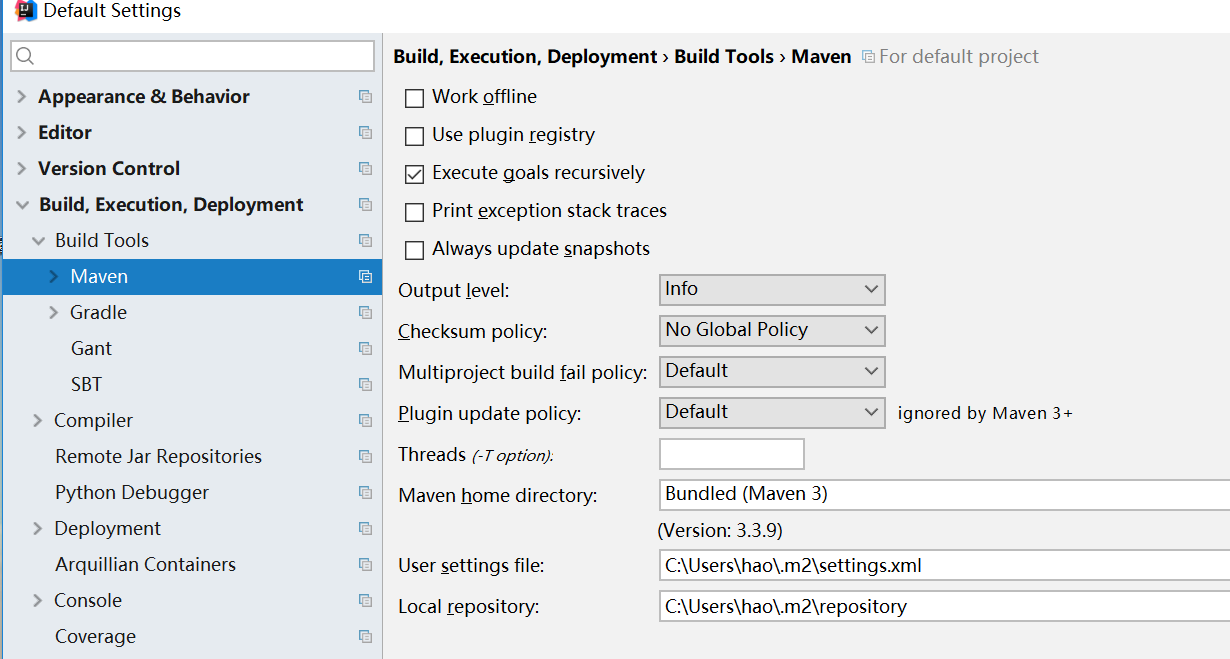 Default Settings
Appearance & Behavior
Editor
Version Control
Build, Execution, Deployment
Build Tools
Maven
Gradle
Gant
SBT
Compiler
Remote Jar Repositories
Python Debugger
Deployment
Arquillian Containers
Console
Coverage
Build, Execution, Deployment › Build Tools › Maven For default project
Work offline
Use plugin registry
Execute goals recursively
Print exception stack traces
Always update snapshots
Output level: Info
Checksum policy: No Global Policy
Multiproject build fail policy: Default
Plugin update policy: Default ignored by Maven 3+
Threads (-T option):
Maven home directory: Bundled (Maven 3)
(Version: 3.3.9)
User settings file: C:\Users\hao\.m2\settings.xml
Local repository: C:\Users\hao\.m2\repository